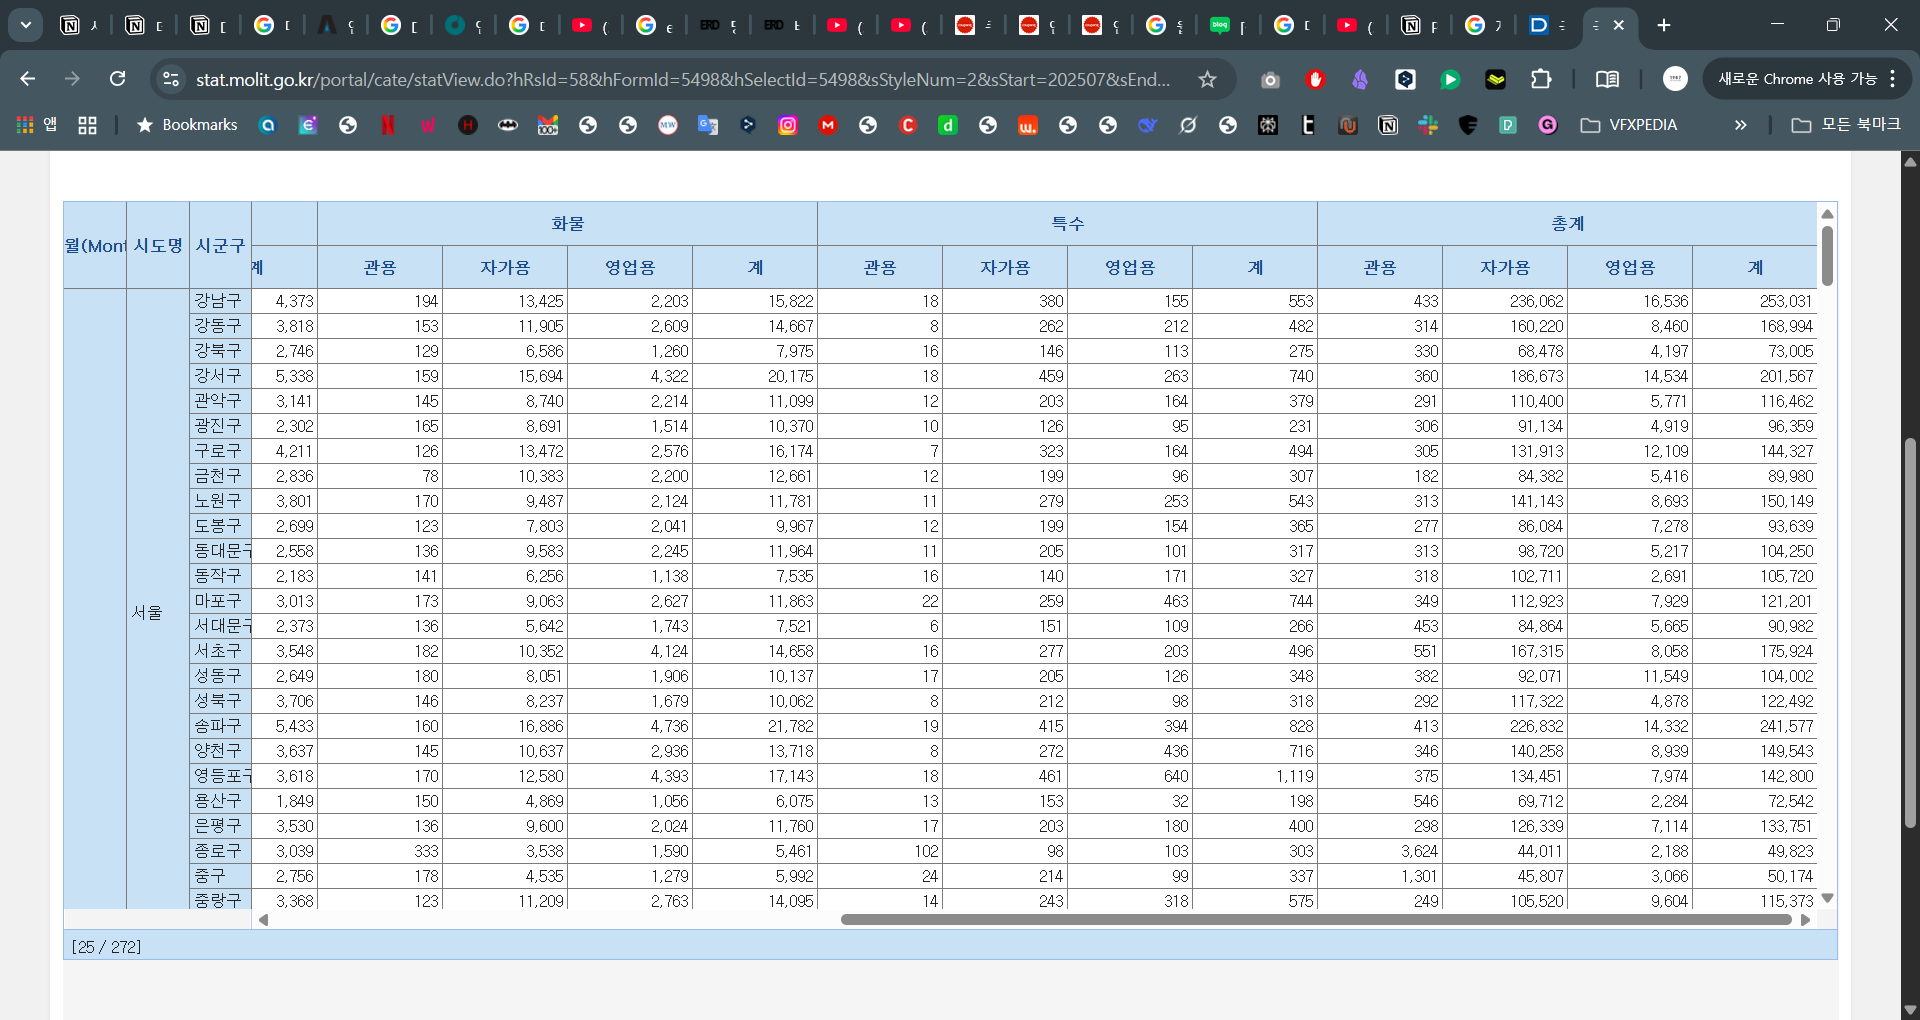 stat.molit.go.kr/portal/cate/statView.do?hRsId=58&hFormId=5498&hSelectId=5498&sStyleNum=2&sStart=202507&sEnd...
새로운 Chrome 사용 가능
앱 Bookmarks VFXPEDIA » 모든 북마크
화물 특수 총계
월(Mont 시도명 시군구
계 관용 자가용 영업용 계 관용 자가용 영업용 계 관용 자가용 영업용 계
강남구 4,373 194 13,425 2,203 15,822 18 380 155 553 433 236,062 16,536 253,031
강동구 3,818 153 11,905 2,609 14,667 8 262 212 482 314 160,220 8,460 168,994
강북구 2,746 129 6,586 1,260 7,975 16 146 113 275 330 68,478 4,197 73,005
강서구 5,338 159 15,694 4,322 20,175 18 459 263 740 360 186,673 14,534 201,567
관악구 3,141 145 8,740 2,214 11,099 12 203 164 379 291 110,400 5,771 116,462
광진구 2,302 165 8,691 1,514 10,370 10 126 95 231 306 91,134 4,919 96,359
구로구 4,211 126 13,472 2,576 16,174 7 323 164 494 305 131,913 12,109 144,327
금천구 2,836 78 10,383 2,200 12,661 12 199 96 307 182 84,382 5,416 89,980
노원구 3,801 170 9,487 2,124 11,781 11 279 253 543 313 141,143 8,693 150,149
도봉구 2,699 123 7,803 2,041 9,967 12 199 154 365 277 86,084 7,278 93,639
동대문구 2,558 136 9,583 2,245 11,964 11 205 101 317 313 98,720 5,217 104,250
동작구 2,183 141 6,256 1,138 7,535 16 140 171 327 318 102,711 2,691 105,720
서울 마포구 3,013 173 9,063 2,627 11,863 22 259 463 744 349 112,923 7,929 121,201
서대문구 2,373 136 5,642 1,743 7,521 6 151 109 266 453 84,864 5,665 90,982
서초구 3,548 182 10,352 4,124 14,658 16 277 203 496 551 167,315 8,058 175,924
성동구 2,649 180 8,051 1,906 10,137 17 205 126 348 382 92,071 11,549 104,002
성북구 3,706 146 8,237 1,679 10,062 8 212 98 318 292 117,322 4,878 122,492
송파구 5,433 160 16,886 4,736 21,782 19 415 394 828 413 226,832 14,332 241,577
양천구 3,637 145 10,637 2,936 13,718 8 272 436 716 346 140,258 8,939 149,543
영등포구 3,618 170 12,580 4,393 17,143 18 461 640 1,119 375 134,451 7,974 142,800
용산구 1,849 150 4,869 1,056 6,075 13 153 32 198 546 69,712 2,284 72,542
은평구 3,530 136 9,600 2,024 11,760 17 203 180 400 298 126,339 7,114 133,751
종로구 3,039 333 3,538 1,590 5,461 102 98 103 303 3,624 44,011 2,188 49,823
중구 2,756 178 4,535 1,279 5,992 24 214 99 337 1,301 45,807 3,066 50,174
중랑구 3,368 123 11,209 2,763 14,095 14 243 318 575 249 105,520 9,604 115,373
[25 / 272]